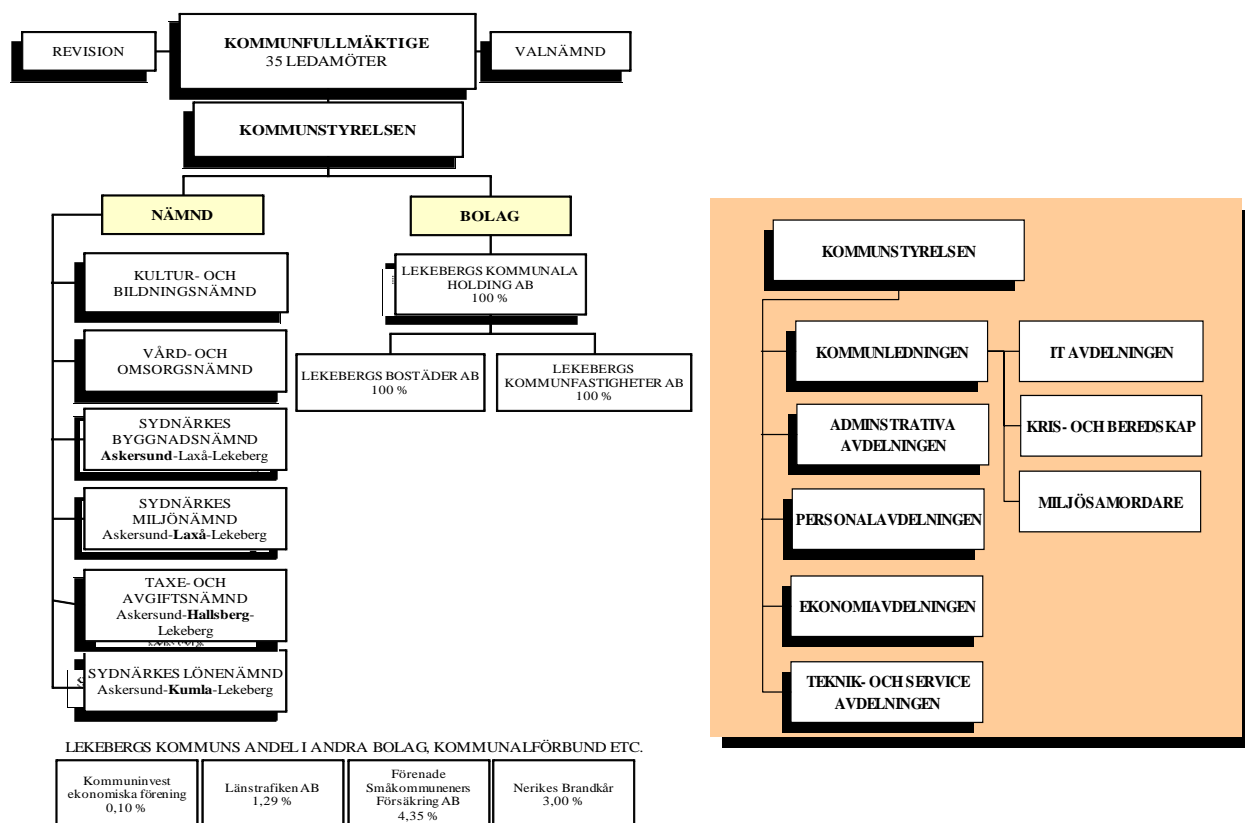 REVISION
KOMMUNFULLMÄKTIGE
35 LEDAMÖTER
VALNÄMND
KOMMUNSTYRELSEN
NÄMND
BOLAG
KULTUR- OCH
BILDNINGSNÄMND
VÅRD- OCH
OMSORGSNÄMND
SYDNÄRKES
BYGGNADSNÄMND
Askersund-Laxå-Lekeberg
SYDNÄRKES
MILJÖNÄMND
Askersund-Laxå-Lekeberg
TAXE- OCH
AVGIFTSNÄMND
Askersund-Hallsberg-
Lekeberg
SYDNÄRKES LÖNENÄMND
Askersund-Kumla-Lekeberg
LEKEBERGS KOMMUNALA
HOLDING AB
100 %
LEKEBERGS BOSTÄDER AB
100 %
LEKEBERGS
KOMMUNFASTIGHETER AB
100 %
LEKEBERGS KOMMUNS ANDEL I ANDRA BOLAG, KOMMUNALFÖRBUND ETC.
Kommuninvest
ekonomiska förening
0,10 %
Länstrafiken AB
1,29 %
Förenade
Småkommuneners
Försäkring AB
4,35 %
Nerikes Brandkår
3,00 %
KOMMUNSTYRELSEN
KOMMUNLEDNINGEN
IT AVDELNINGEN
ADMINSTRATIVA
AVDELNINGEN
KRIS- OCH BEREDSKAP
PERSONALAVDELNINGEN
MILJÖSAMORDARE
EKONOMIAVDELNINGEN
TEKNIK- OCH SERVICE
AVDELNINGEN